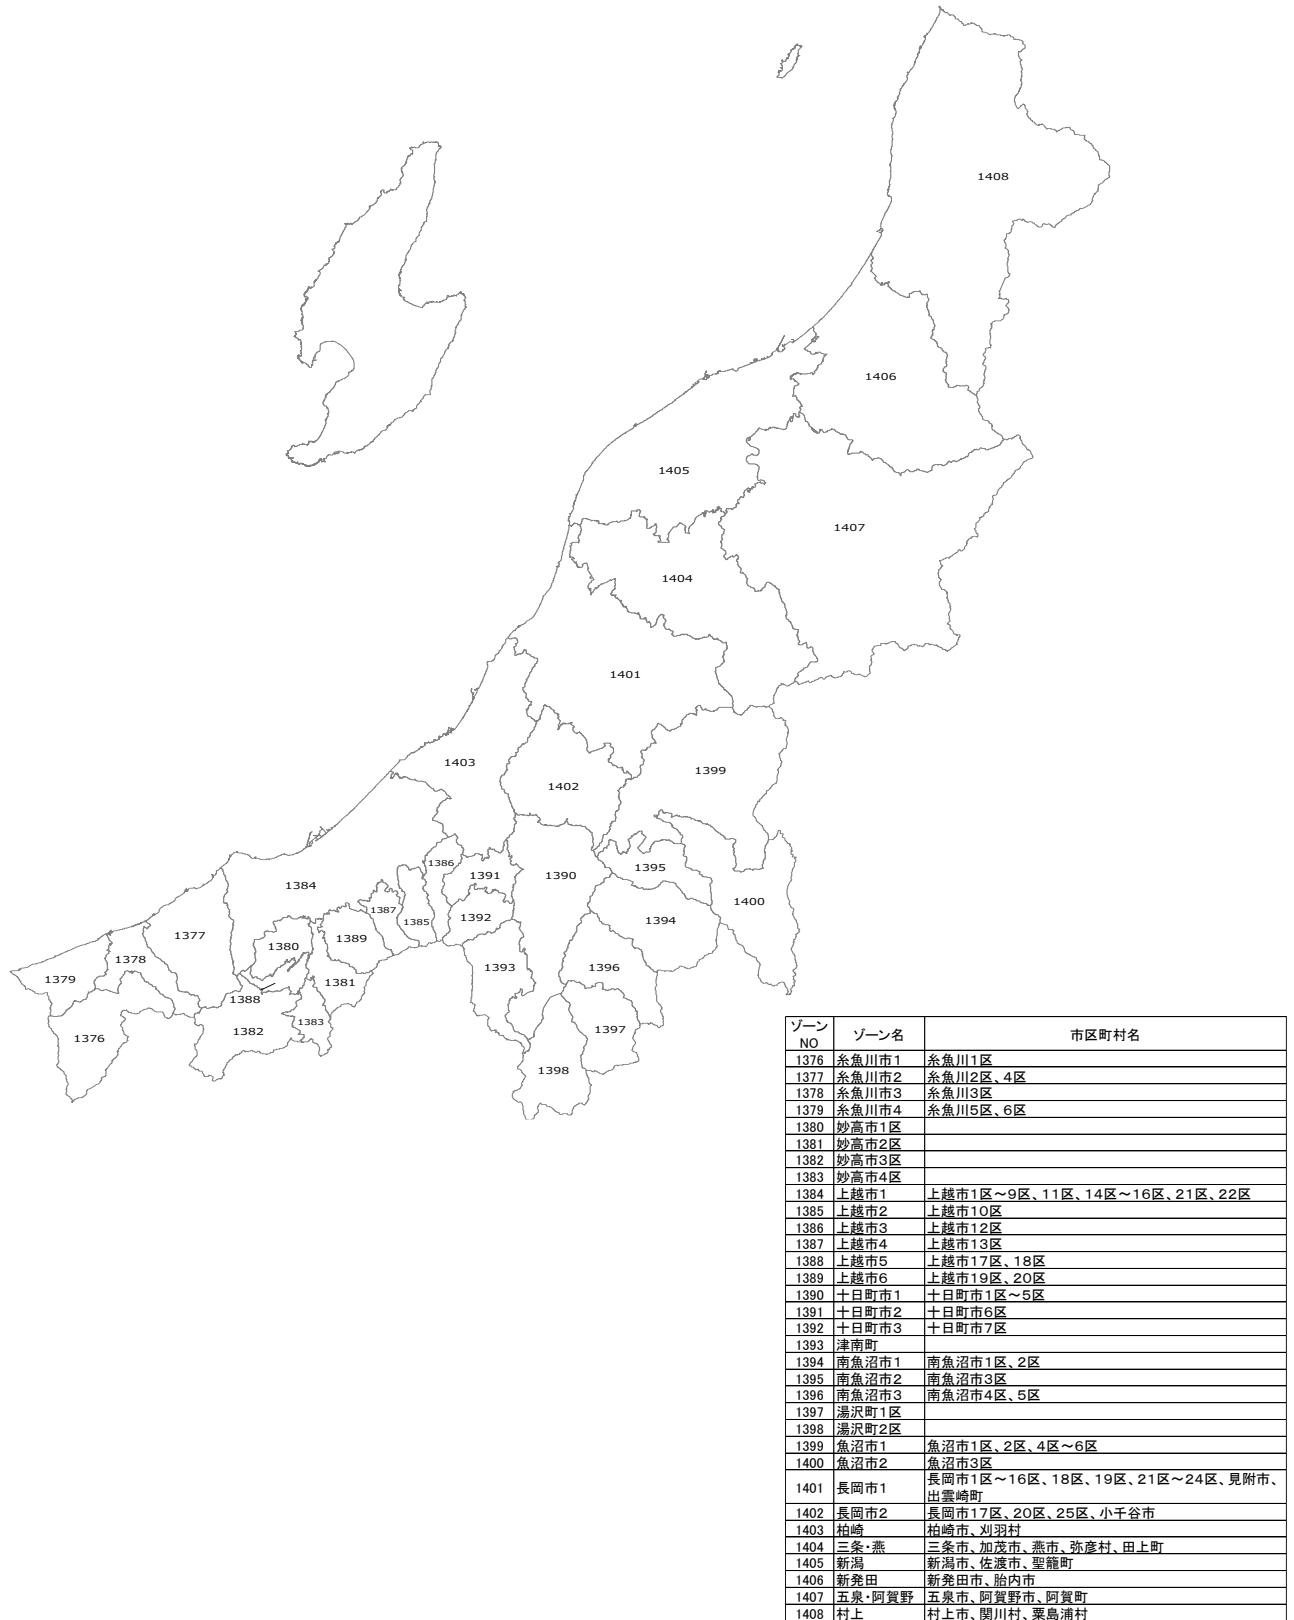 1408
1406
1405
1407
1404
1401
1403
1399
1402
1386
1391
1390
1395
1384
1400
1387
1385
1392
1394
1377
1380
1389
1378
1393
1396
1379
1381
1388
1376
1382
1383
1397
1398
ゾーンNO ゾーン名 市区町村名
1376 糸魚川市1 糸魚川1区
1377 糸魚川市2 糸魚川2区、4区
1378 糸魚川市3 糸魚川3区
1379 糸魚川市4 糸魚川5区、6区
1380 妙高市1区
1381 妙高市2区
1382 妙高市3区
1383 妙高市4区
1384 上越市1 上越市1区～9区、11区、14区～16区、21区、22区
1385 上越市2 上越市10区
1386 上越市3 上越市12区
1387 上越市4 上越市13区
1388 上越市5 上越市17区、18区
1389 上越市6 上越市19区、20区
1390 十日町市1 十日町市1区～5区
1391 十日町市2 十日町市6区
1392 十日町市3 十日町市7区
1393 津南町
1394 南魚沼市1 南魚沼市1区、2区
1395 南魚沼市2 南魚沼市3区
1396 南魚沼市3 南魚沼市4区、5区
1397 湯沢町1区
1398 湯沢町2区
1399 魚沼市1 魚沼市1区、2区、4区～6区
1400 魚沼市2 魚沼市3区
1401 長岡市1 長岡市1区～16区、18区、19区、21区～24区、見附市、
出雲崎町
1402 長岡市2 長岡市17区、20区、25区、小千谷市
1403 柏崎 柏崎市、刈羽村
1404 三条・燕 三条市、加茂市、燕市、弥彦村、田上町
1405 新潟 新潟市、佐渡市、聖籠町
1406 新発田 新発田市、胎内市
1407 五泉・阿賀野 五泉市、阿賀野市、阿賀町
1408 村上 村上市、関川村、粟島浦村